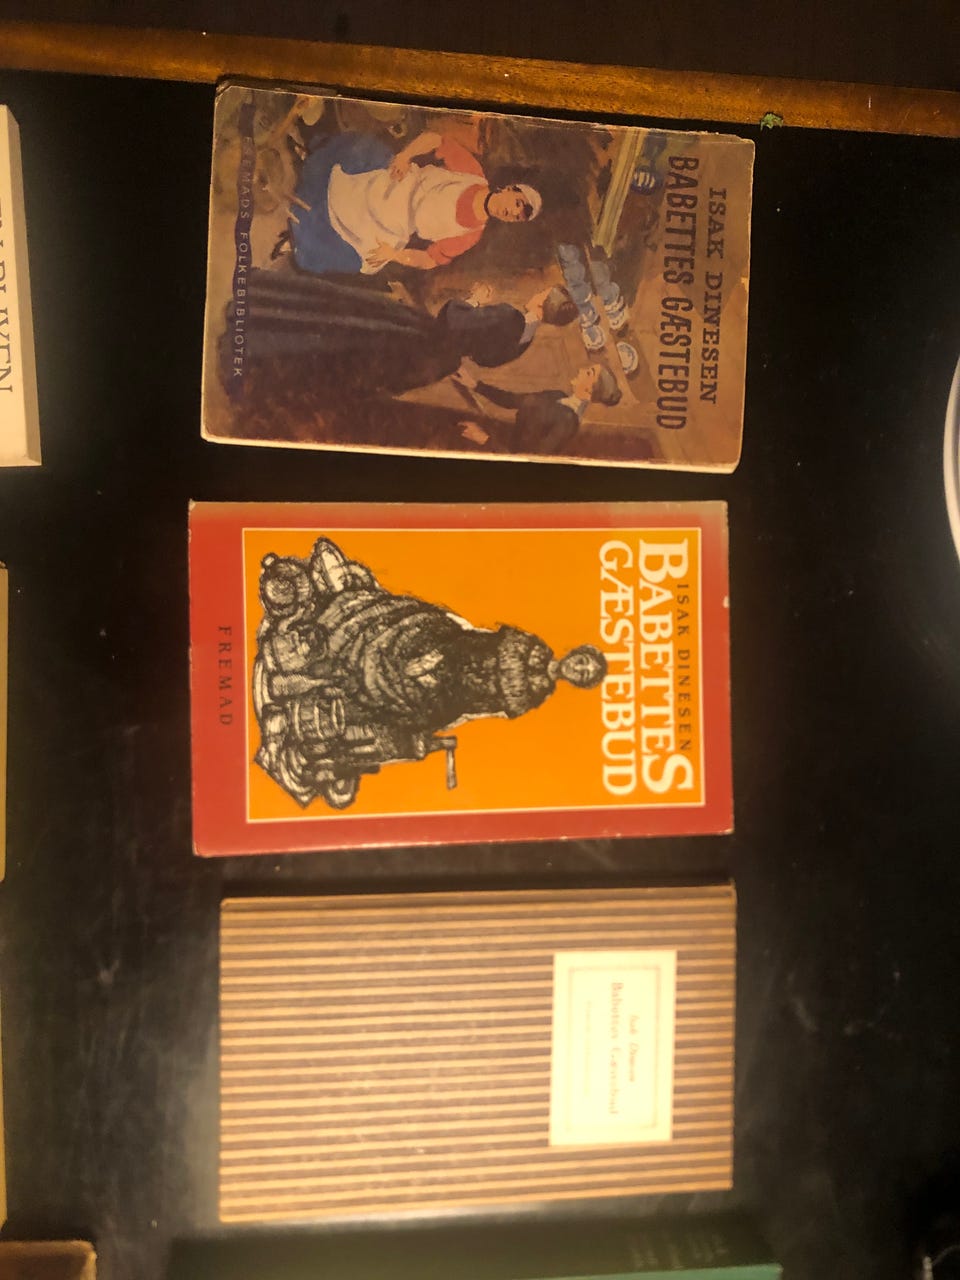 ISAK DINESEN
BABETTES GÆSTEBUD
FREMADS FOLKEBIBLIOTEK
ISAK DINESEN
BABETTES
GÆSTEBUD
FREMAD
Isak Dinesen
Babettes Gæstebud